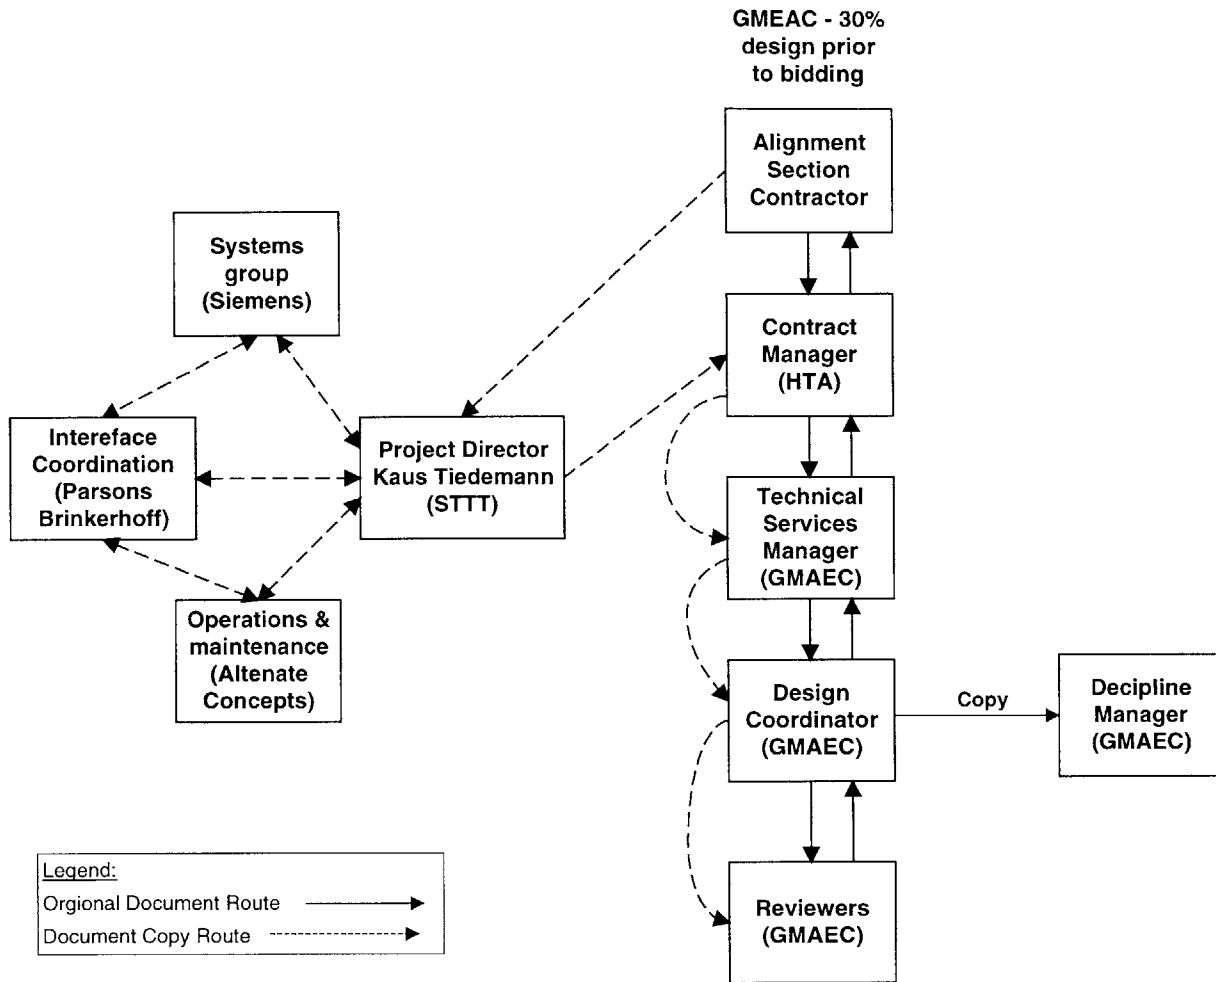 GMEAC - 30%
design prior
to bidding
Alignment
Section
Contractor
Systems
group
(Siemens)
Contract
Manager
(HTA)
Intereface
Coordination
(Parsons
Brinkerhoff)
Project Director
Kaus Tiedemann
(STTT)
Technical
Services
Manager
(GMAEC)
Operations &
maintenance
(Altenate
Concepts)
Design
Coordinator
(GMAEC)
Copy
Decipline
Manager
(GMAEC)
Legend:
Orgional Document Route
Document Copy Route
Reviewers
(GMAEC)